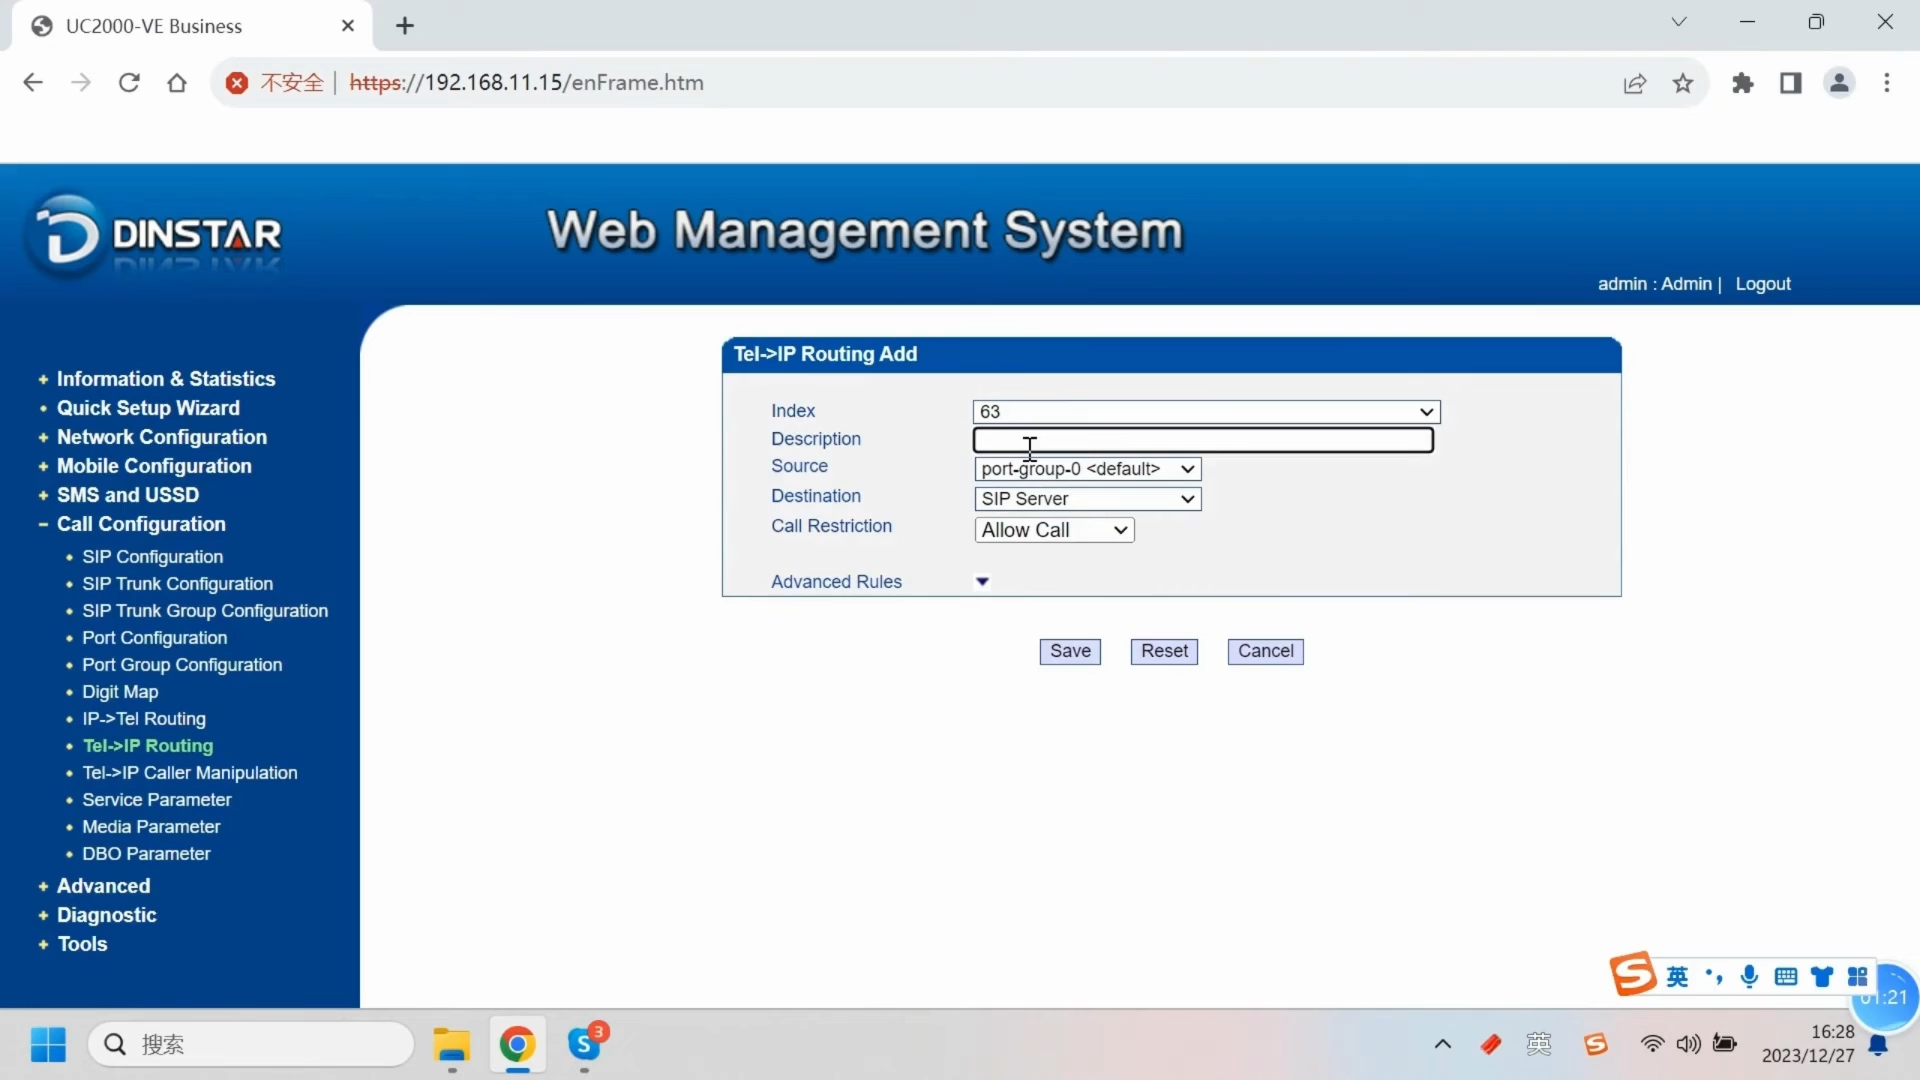 UC2000-VE Business
不安全 | https://192.168.11.15/enFrame.htm
DINSTAR
Web Management System
admin : Admin | Logout
+ Information & Statistics
• Quick Setup Wizard
+ Network Configuration
+ Mobile Configuration
+ SMS and USSD
− Call Configuration
• SIP Configuration
• SIP Trunk Configuration
• SIP Trunk Group Configuration
• Port Configuration
• Port Group Configuration
• Digit Map
• IP->Tel Routing
• Tel->IP Routing
• Tel->IP Caller Manipulation
• Service Parameter
• Media Parameter
• DBO Parameter
+ Advanced
+ Diagnostic
+ Tools
Tel->IP Routing Add
Index 63
Description
Source port-group-0 <default>
Destination SIP Server
Call Restriction Allow Call
Advanced Rules
Save Reset Cancel
S 英
01:21
搜索
S 3
英 S
16:28
2023/12/27